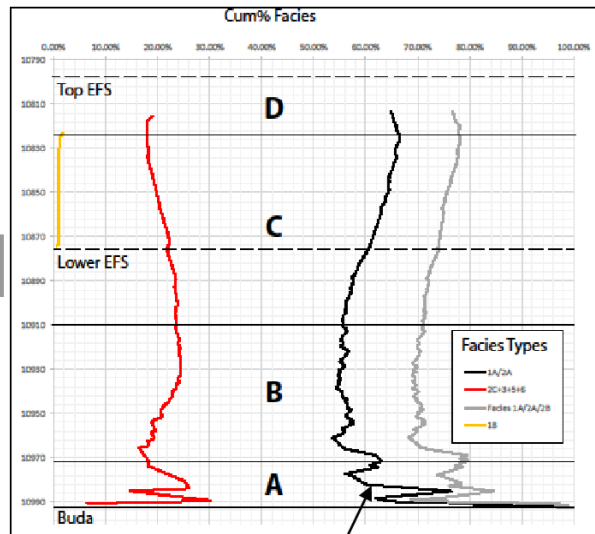 Cum% Facies
0.00% 10.00% 20.00% 30.00% 40.00% 50.00% 60.00% 70.00% 80.00% 90.00% 100.00%
10790
Top EFS
10810
D
10830
10850
C
10870
Lower EFS
10890
10910
Facies Types
1A/2A
2C+3+5+6
Facies 1A/2A/2B
1B
10930
B
10950
10970
A
10990
Buda